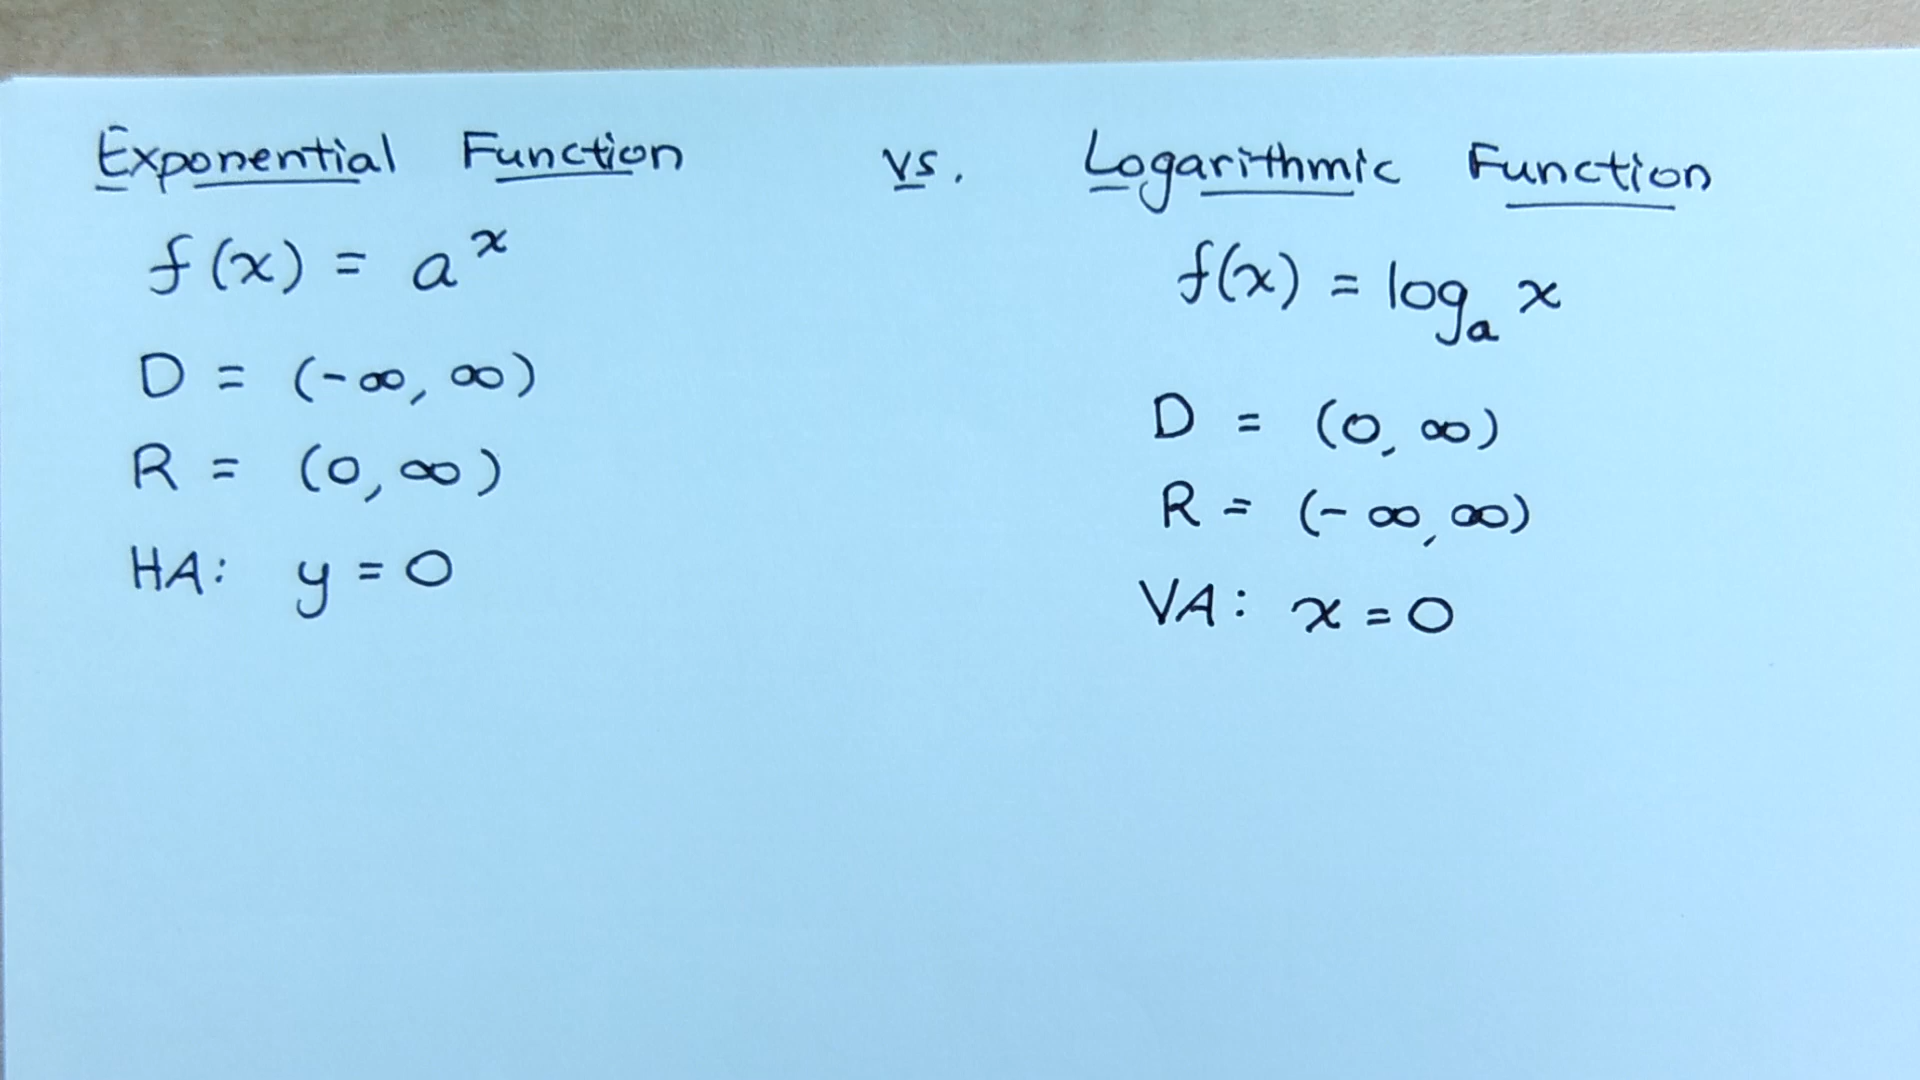 Exponential Function vs. Logarithmic Function
f(x) = a^x
D = (-∞, ∞)
R = (0, ∞)
HA: y = 0
f(x) = log_a x
D = (0, ∞)
R = (-∞, ∞)
VA: x = 0